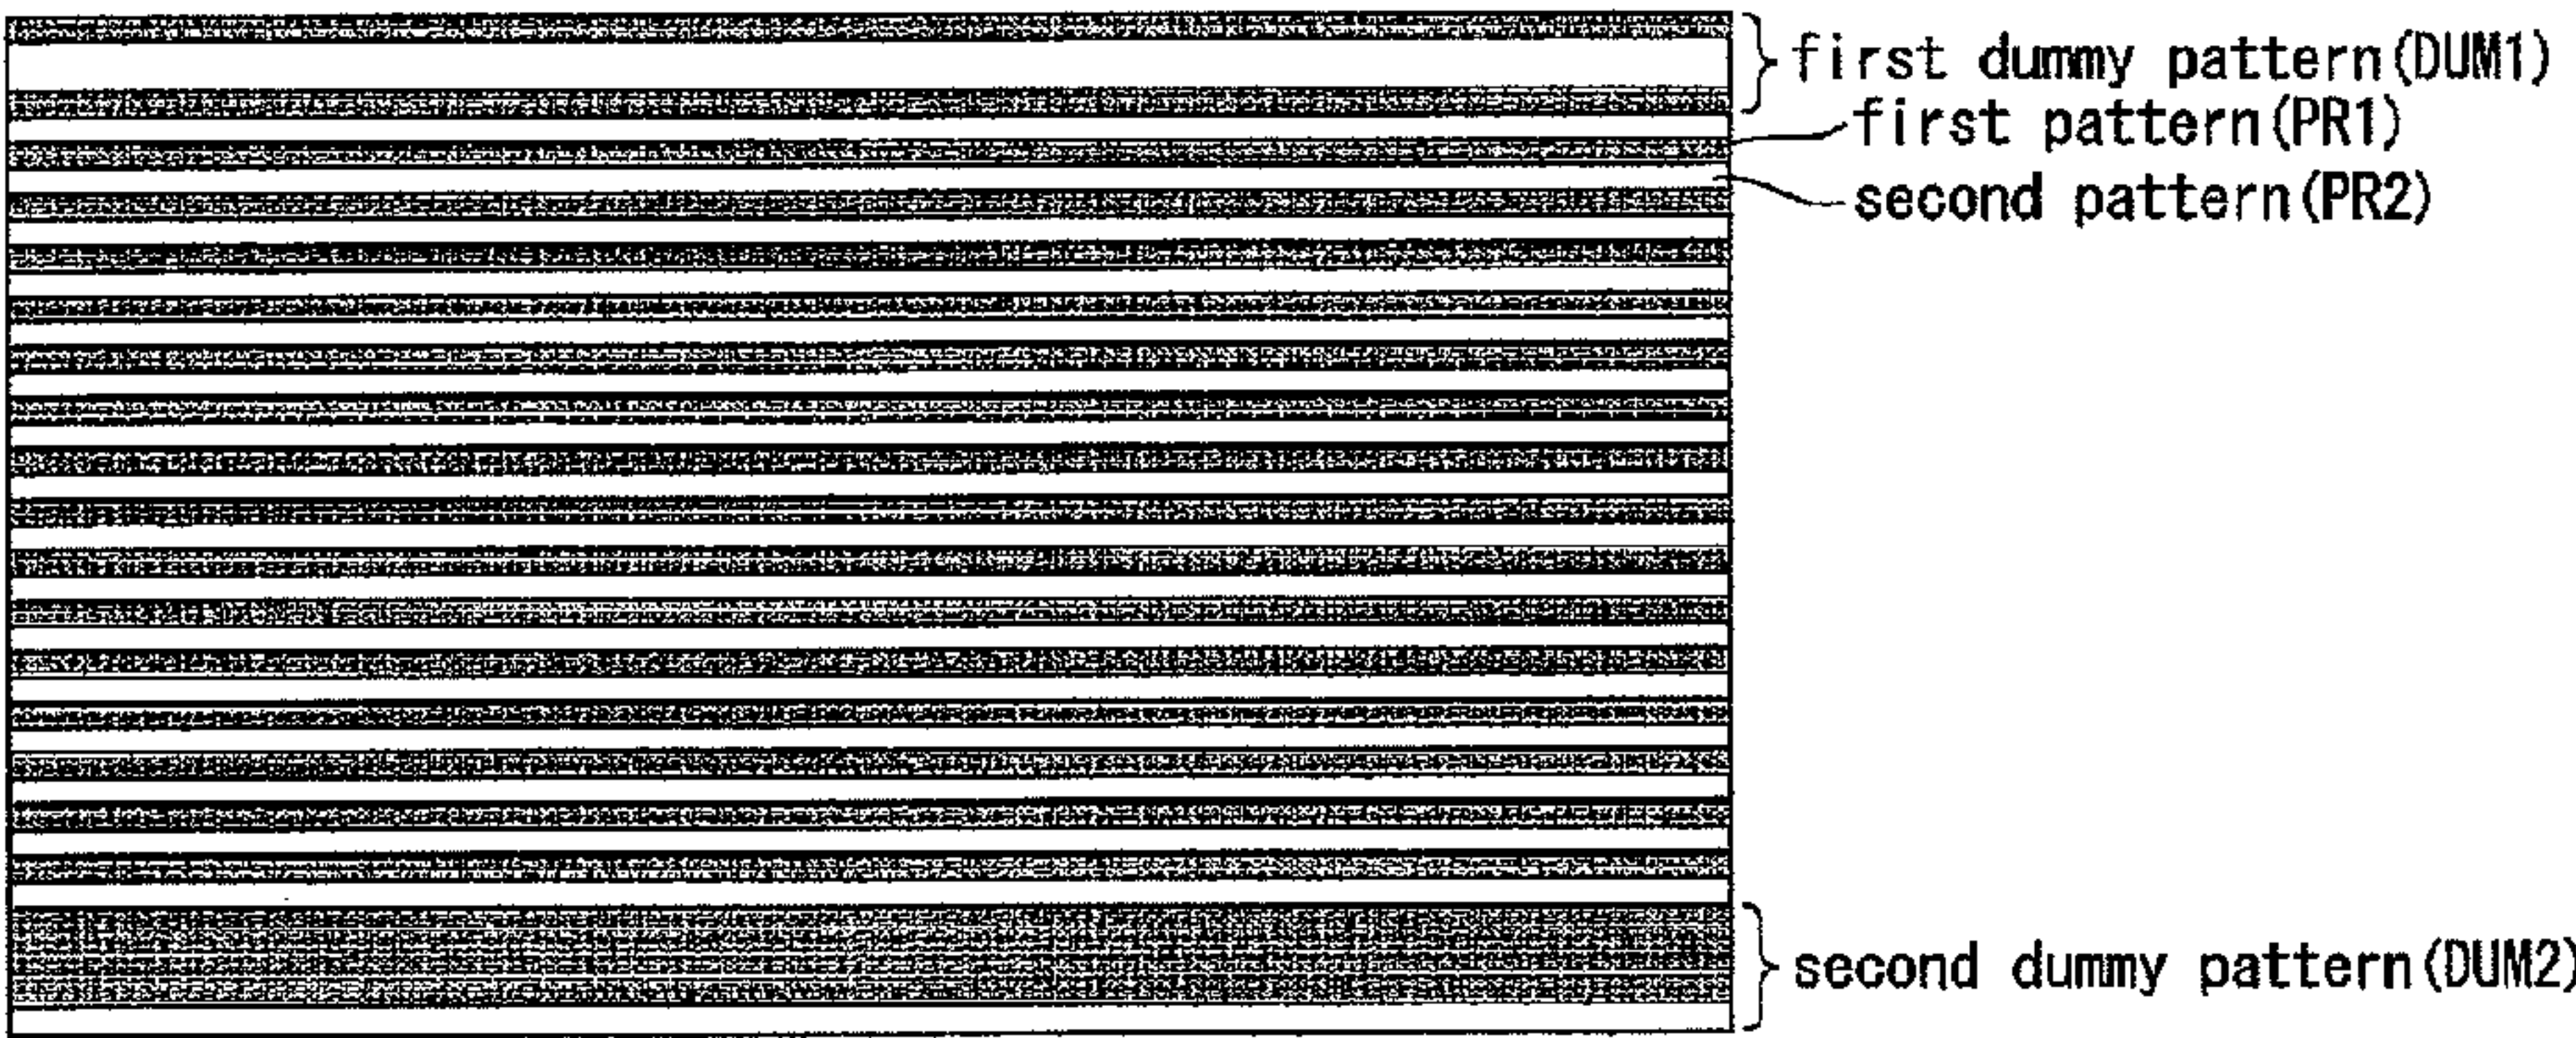 first dummy pattern(DUM1)
first pattern(PR1)
second pattern(PR2)
second dummy pattern(DUM2)